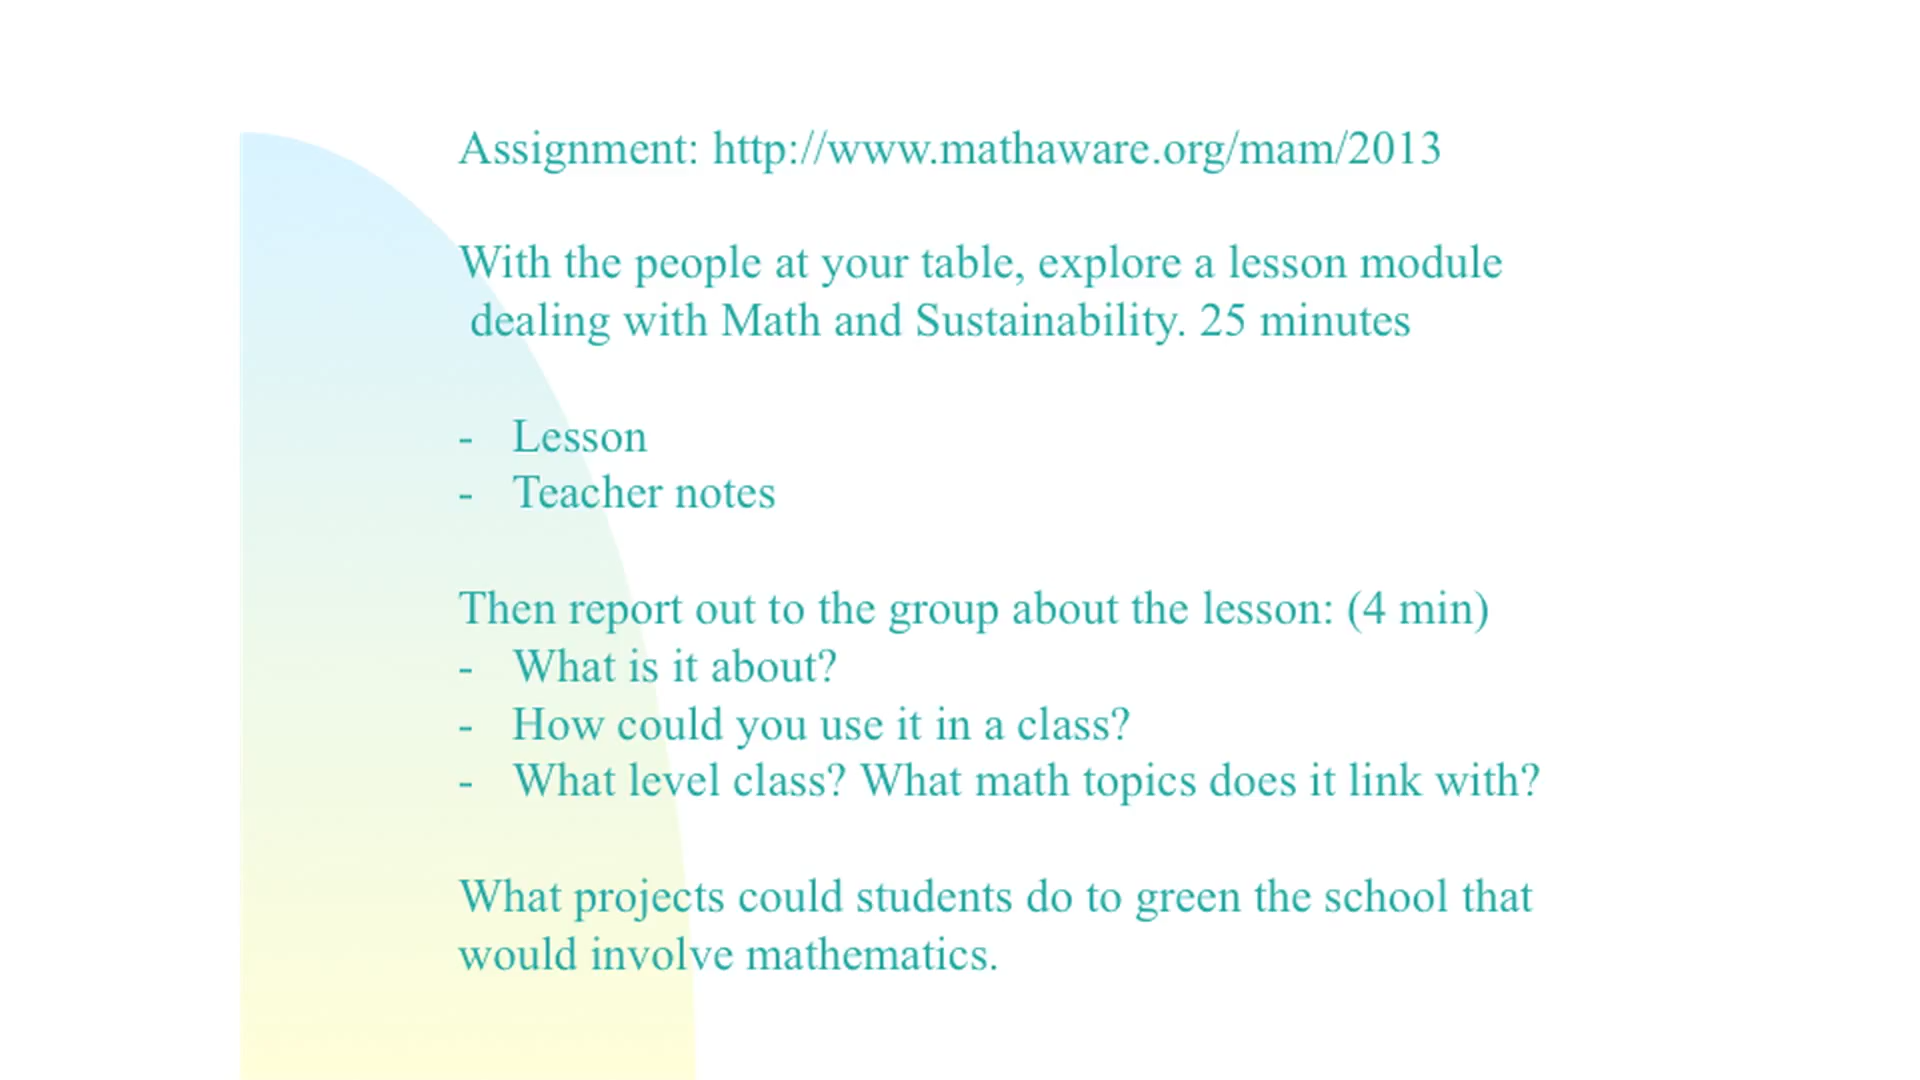 Assignment: http://www.mathaware.org/mam/2013
With the people at your table, explore a lesson module
dealing with Math and Sustainability. 25 minutes
- Lesson
- Teacher notes
Then report out to the group about the lesson: (4 min)
- What is it about?
- How could you use it in a class?
- What level class? What math topics does it link with?
What projects could students do to green the school that
would involve mathematics.